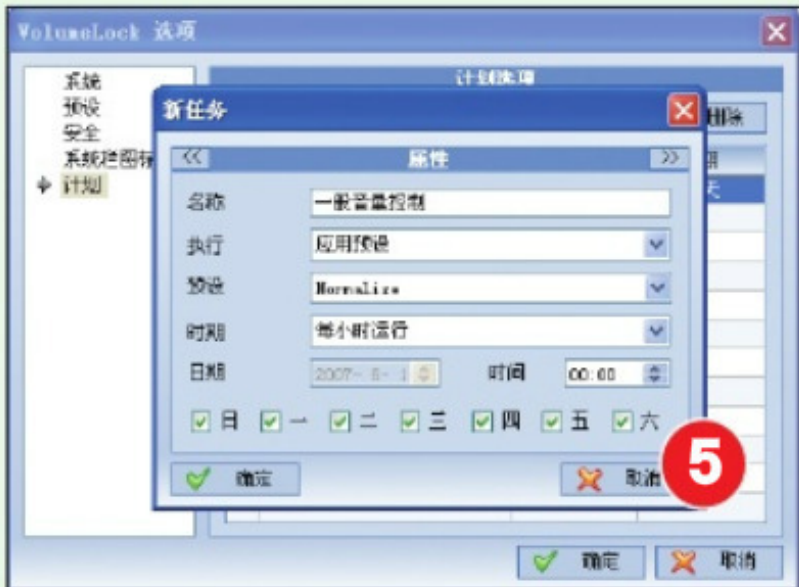 VolumeLock 选项
系统
预设
安全
系统栏图标
计划
计划选项
删除
新任务
属性
名称 一般音量控制
执行 应用预设
预设 Normalize
时期 每小时运行
日期 2007- 8- 1 时间 00:00
日 一 二 三 四 五 六
确定 取消
5
确定 取消